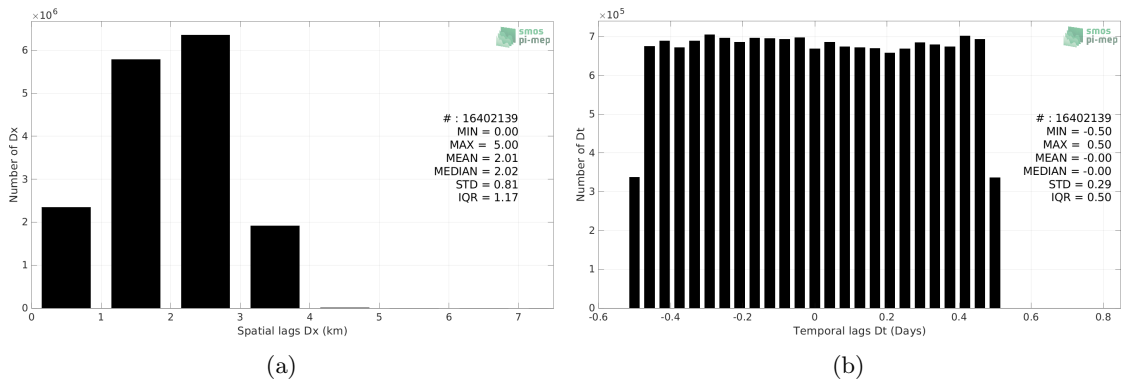 ×10⁶
6
5
4
3
2
1
0
0 1 2 3 4 5 6 7
Number of Dx
Spatial lags Dx (km)
smos
pi-mep
# : 16402139
MIN = 0.00
MAX = 5.00
MEAN = 2.01
MEDIAN = 2.02
STD = 0.81
IQR = 1.17
(a)
×10⁵
7
6
5
4
3
2
1
0
-0.6 -0.4 -0.2 0 0.2 0.4 0.6 0.8
Number of Dt
Temporal lags Dt (Days)
smos
pi-mep
# : 16402139
MIN = -0.50
MAX = 0.50
MEAN = -0.00
MEDIAN = -0.00
STD = 0.29
IQR = 0.50
(b)